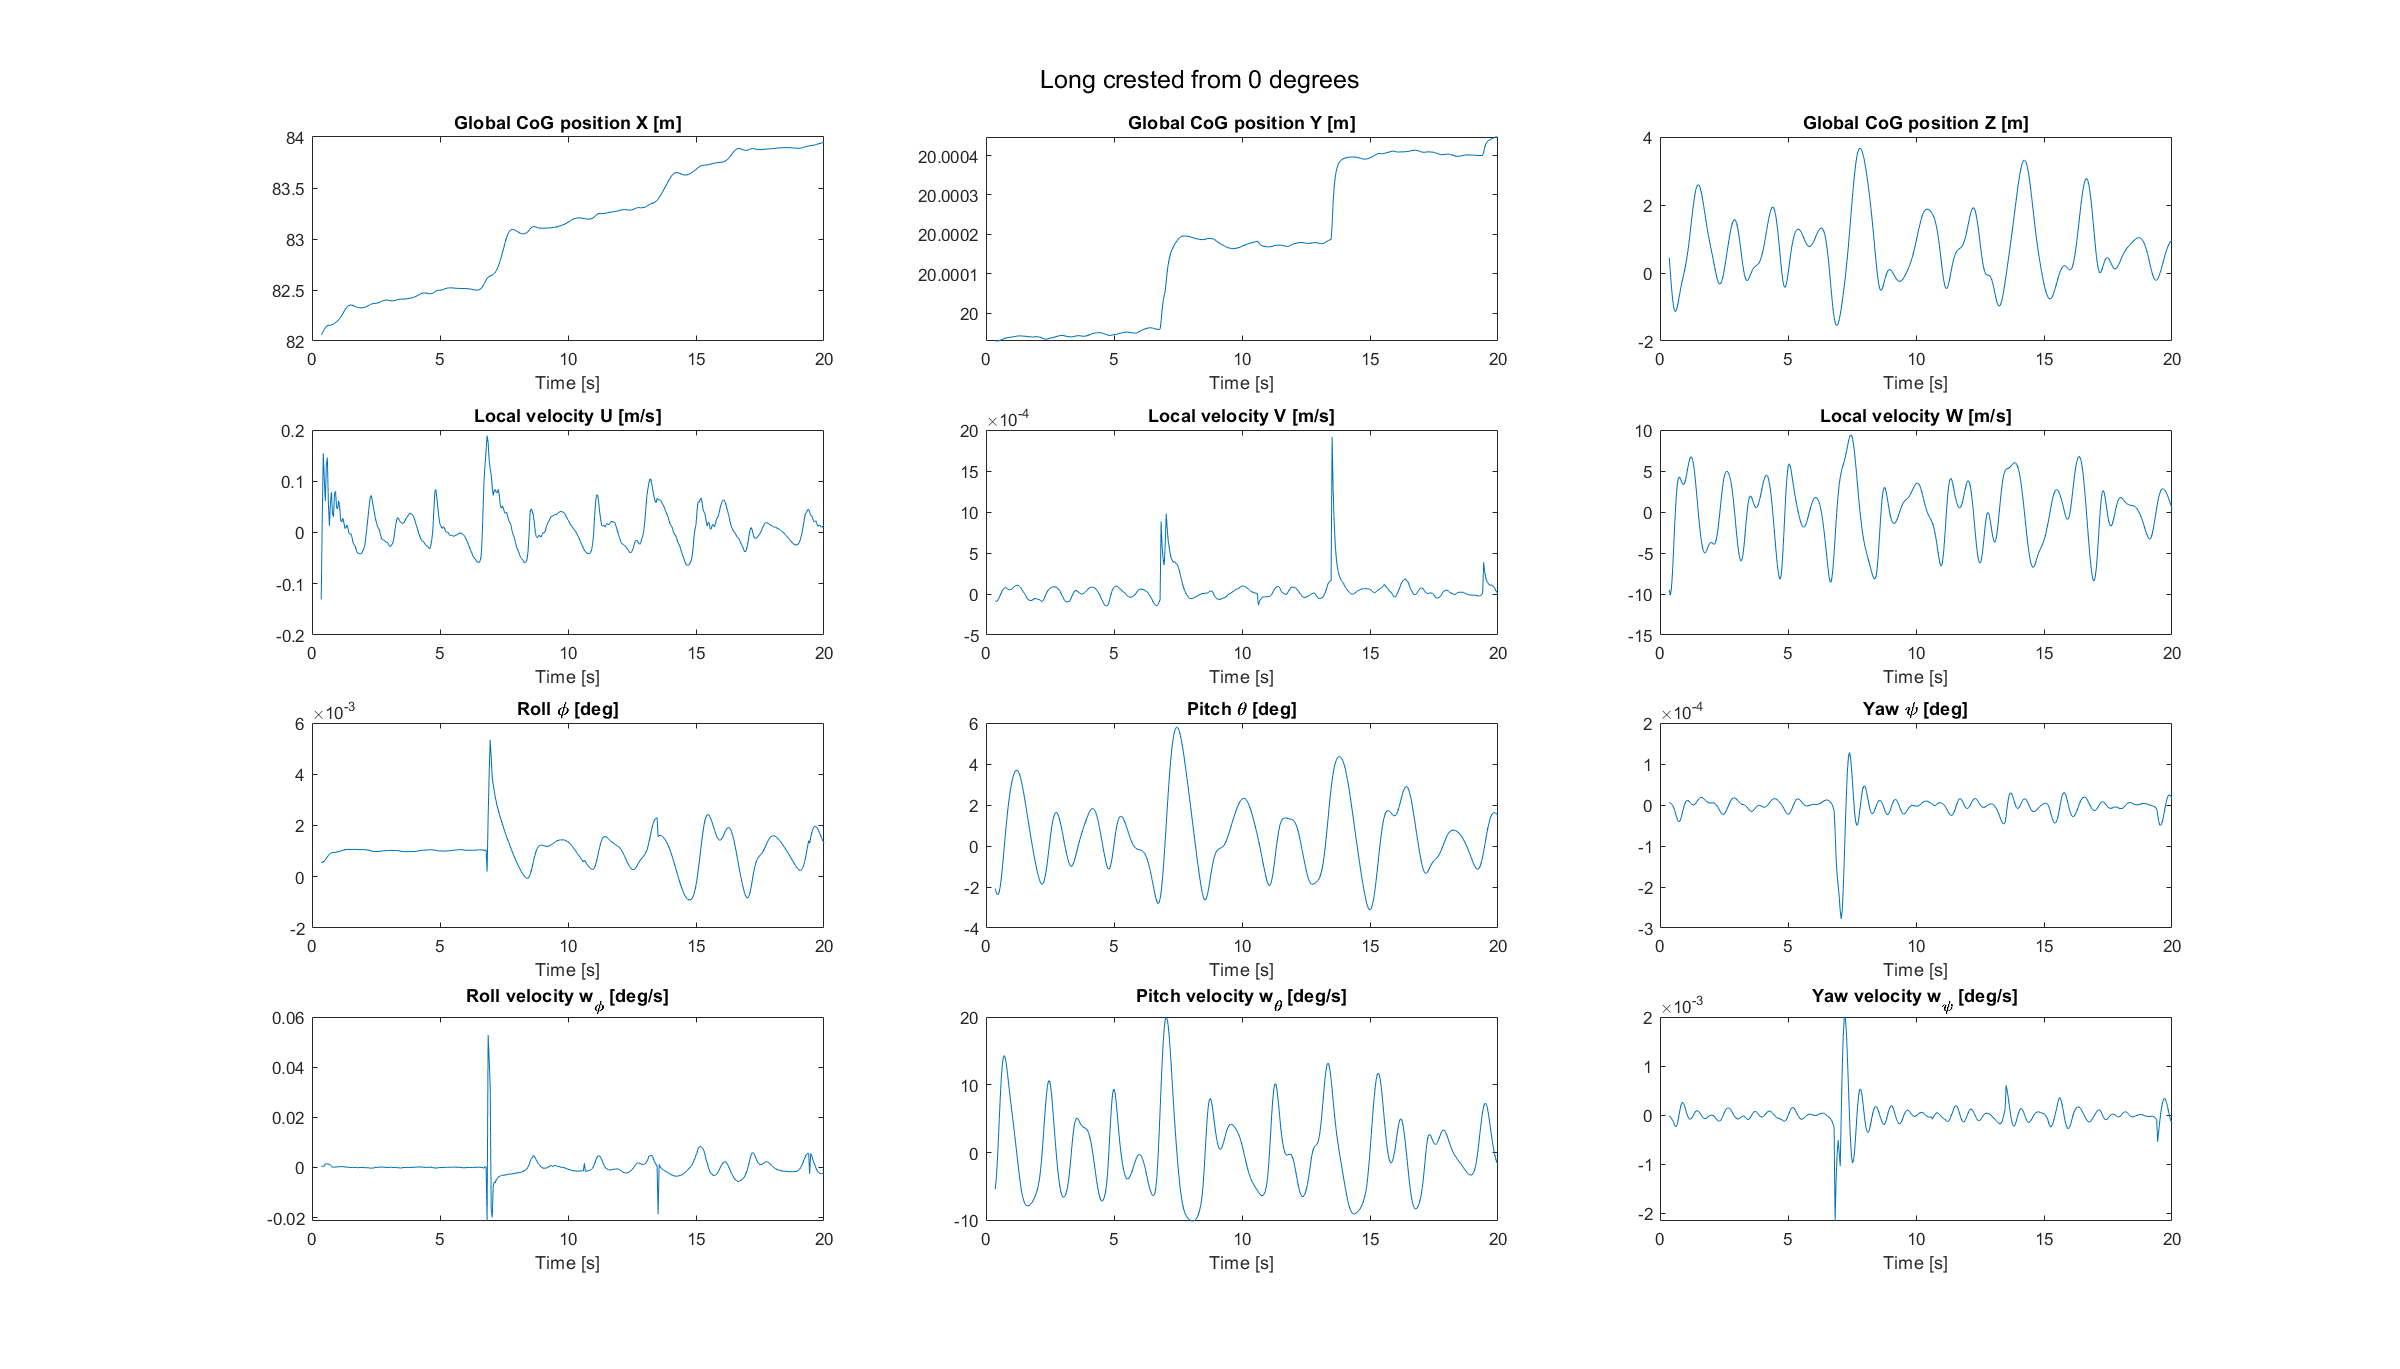 Long crested from 0 degrees
Global CoG position X [m]
84
83.5
83
82.5
82
0 5 10 15 20
Time [s]
Global CoG position Y [m]
20.0004
20.0003
20.0002
20.0001
20
0 5 10 15 20
Time [s]
Global CoG position Z [m]
4
2
0
-2
0 5 10 15 20
Time [s]
Local velocity U [m/s]
0.2
0.1
0
-0.1
-0.2
0 5 10 15 20
Time [s]
Local velocity V [m/s]
×10⁻⁴
20
15
10
5
0
-5
0 5 10 15 20
Time [s]
Local velocity W [m/s]
10
5
0
-5
-10
-15
0 5 10 15 20
Time [s]
Roll ϕ [deg]
×10⁻³
6
4
2
0
-2
0 5 10 15 20
Time [s]
Pitch θ [deg]
6
4
2
0
-2
-4
0 5 10 15 20
Time [s]
Yaw ψ [deg]
×10⁻⁴
2
1
0
-1
-2
-3
0 5 10 15 20
Time [s]
Roll velocity w_ϕ [deg/s]
0.06
0.04
0.02
0
-0.02
0 5 10 15 20
Time [s]
Pitch velocity w_θ [deg/s]
20
10
0
-10
0 5 10 15 20
Time [s]
Yaw velocity w_ψ [deg/s]
×10⁻³
2
1
0
-1
-2
0 5 10 15 20
Time [s]